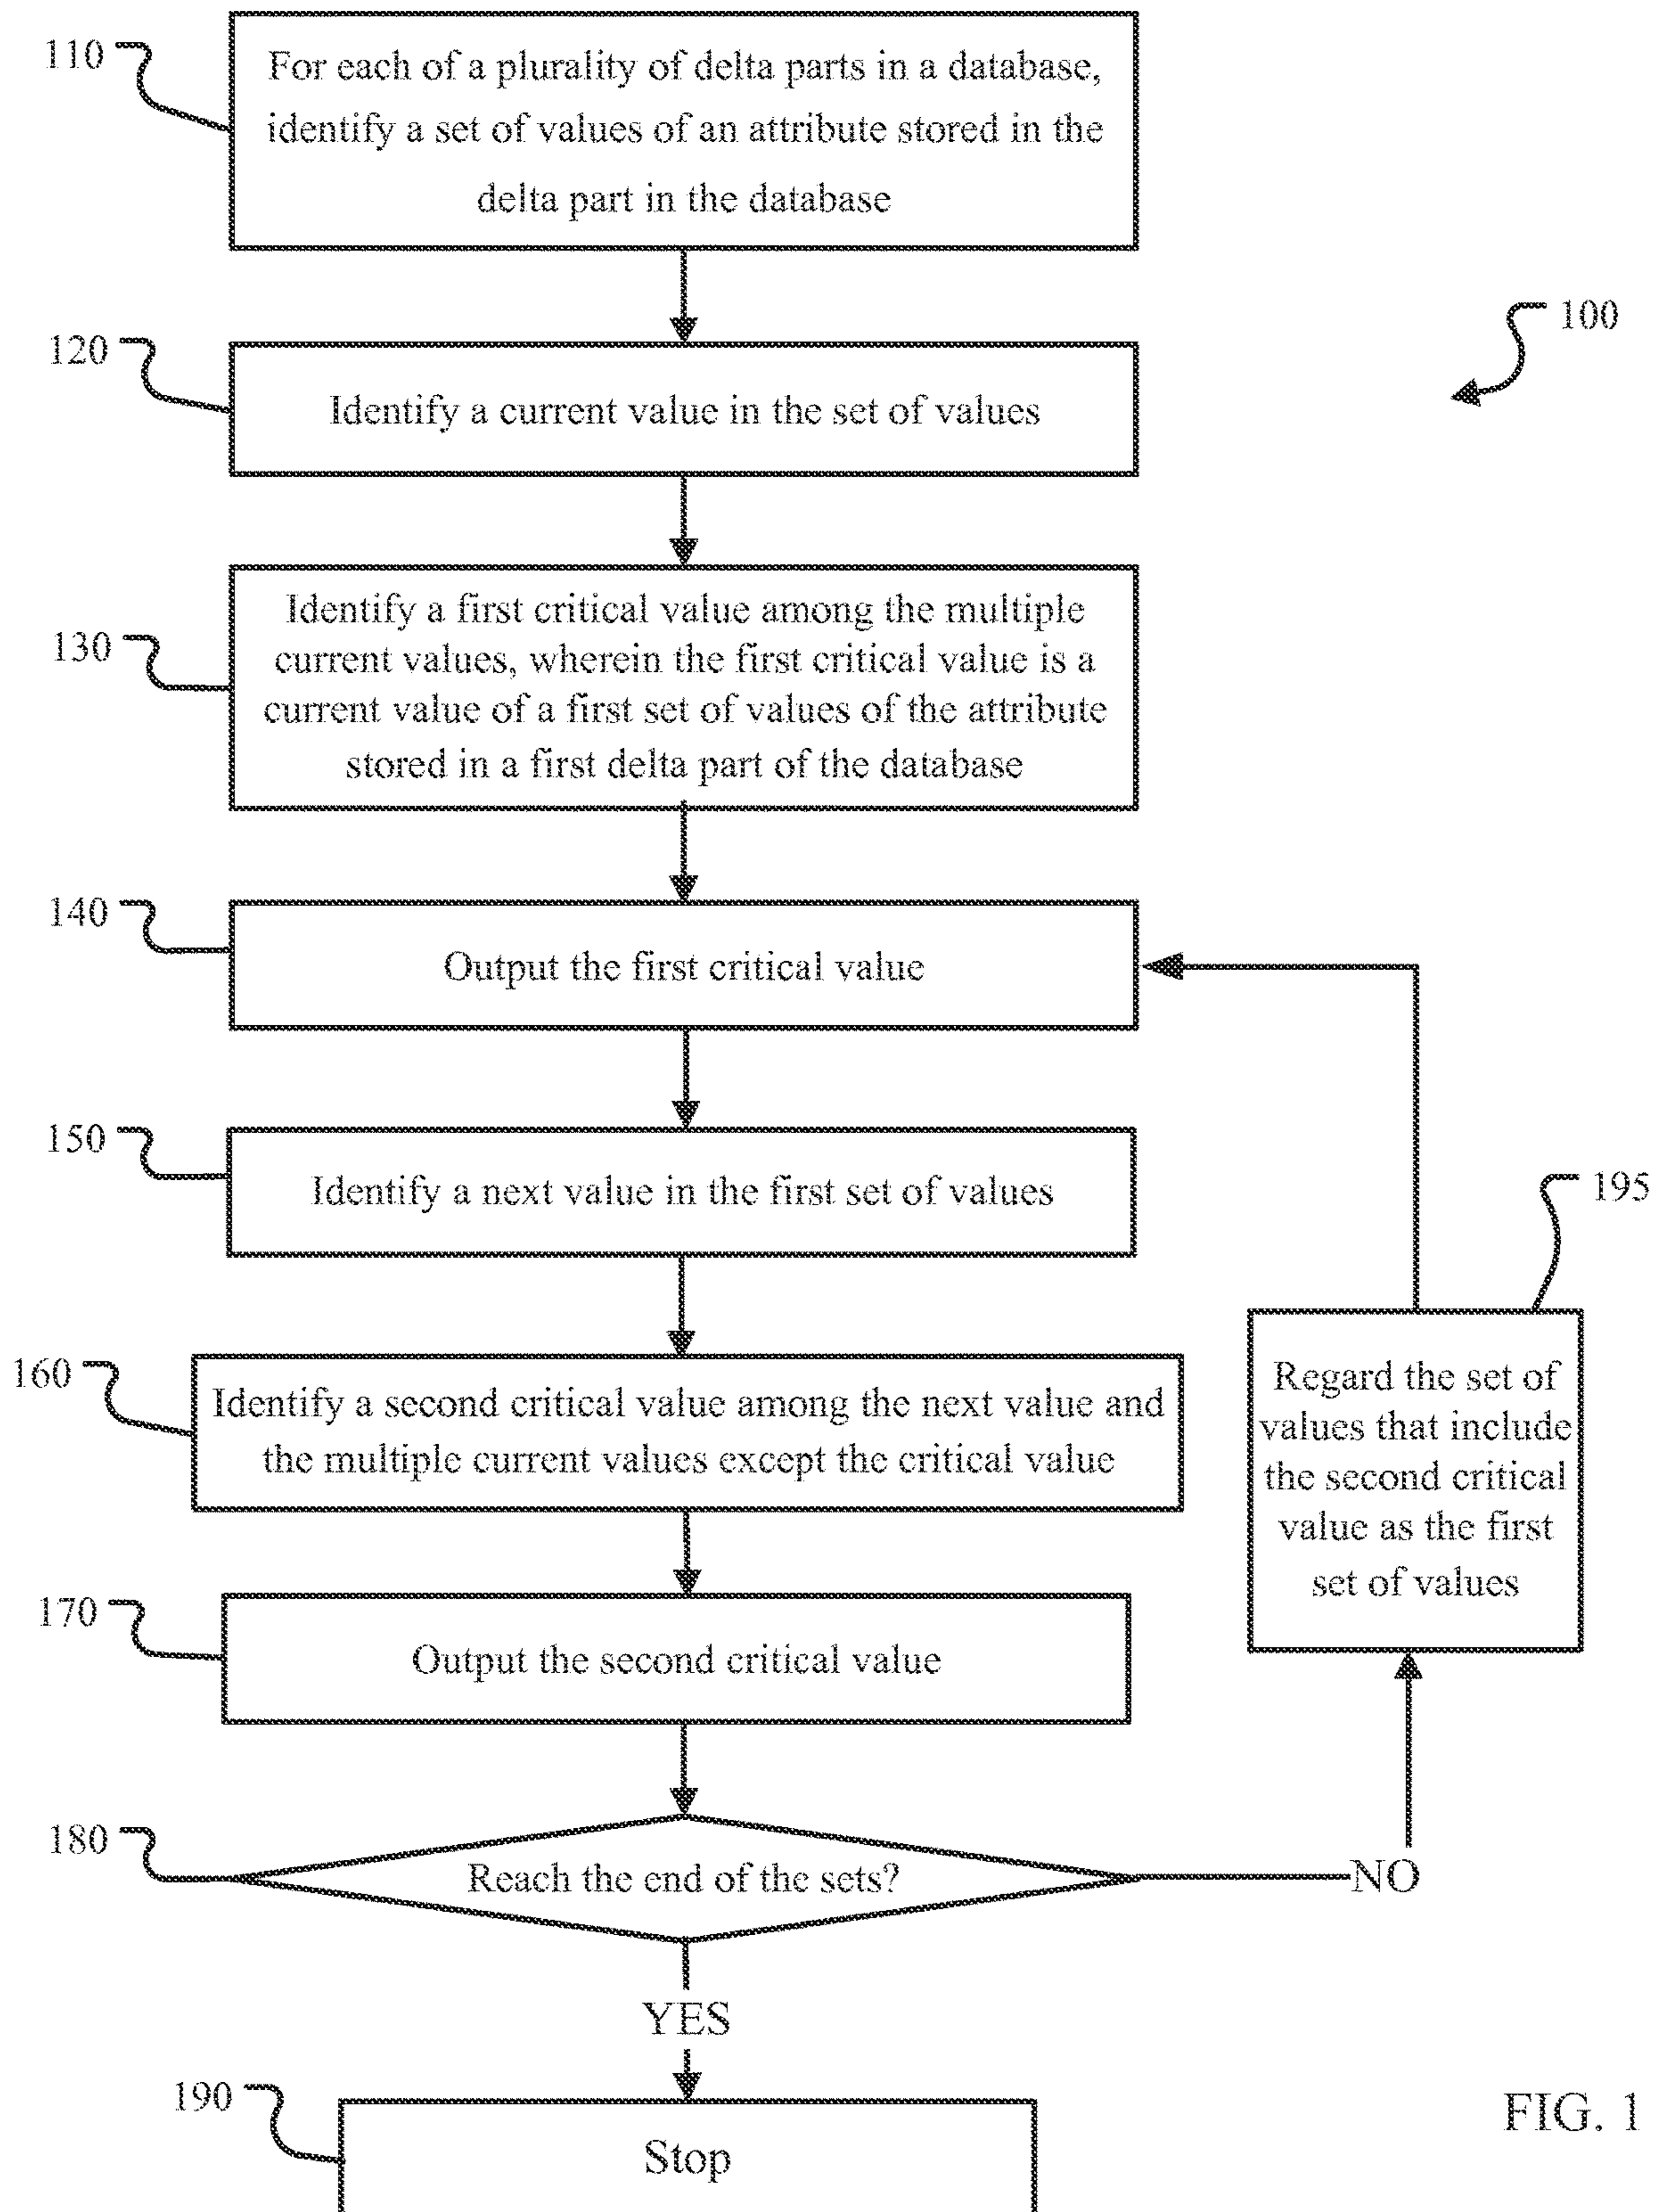 110
For each of a plurality of delta parts in a database,
identify a set of values of an attribute stored in the
delta part in the database
100
120
Identify a current value in the set of values
130
Identify a first critical value among the multiple
current values, wherein the first critical value is a
current value of a first set of values of the attribute
stored in a first delta part of the database
140
Output the first critical value
150
Identify a next value in the first set of values
195
160
Identify a second critical value among the next value and
the multiple current values except the critical value
Regard the set of
values that include
the second critical
value as the first
set of values
170
Output the second critical value
180
Reach the end of the sets?
NO
YES
190
Stop
FIG. 1